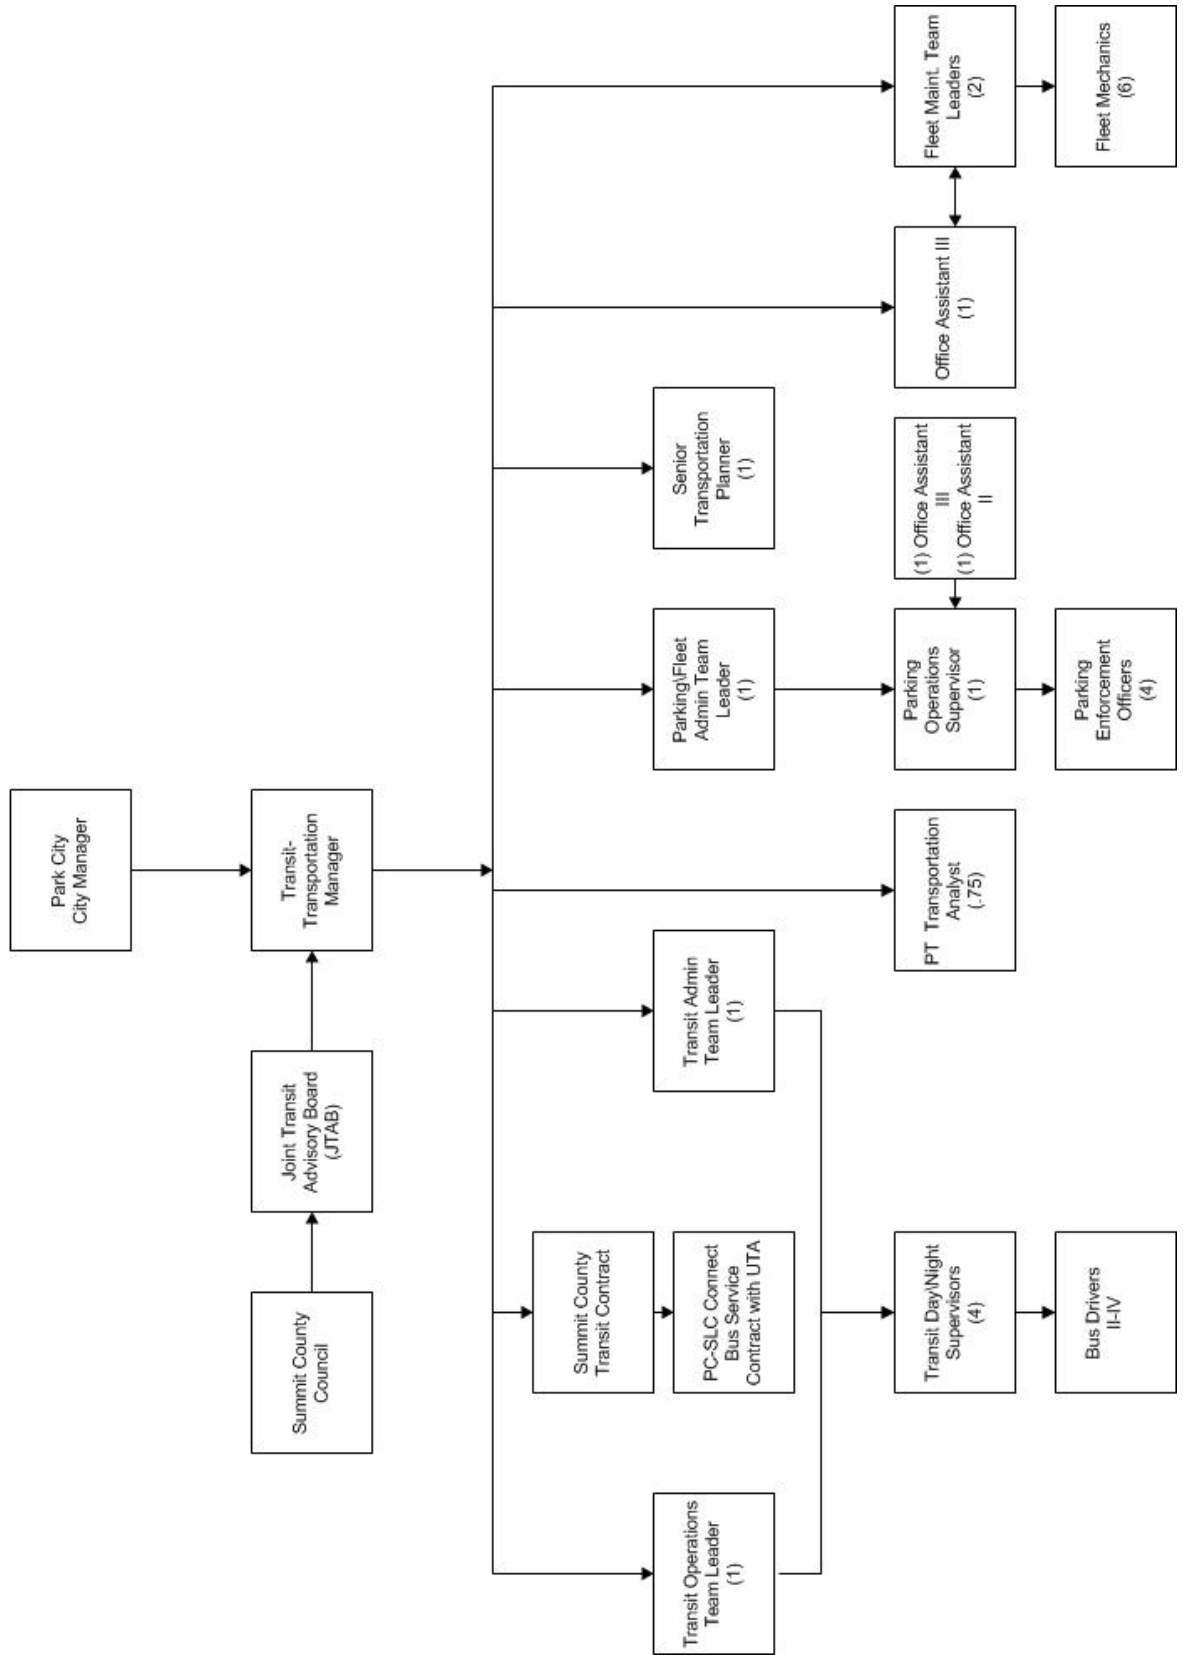 Park City
City Manager
Summit County
Council
Joint Transit
Advisory Board
(JTAB)
Transit-
Transportation
Manager
Summit County
Transit Contract
Transit Operations
Team Leader
(1)
PC-SLC Connect
Bus Service
Contract with UTA
Transit Admin
Team Leader
(1)
Parking\Fleet
Admin Team
Leader
(1)
Senior
Transportation
Planner
(1)
Transit Day\Night
Supervisors
(4)
PT Transportation
Analyst
(.75)
Parking
Operations
Supervisor
(1)
(1) Office Assistant
III
(1) Office Assistant
II
Office Assistant III
(1)
Fleet Maint. Team
Leaders
(2)
Bus Drivers
II-IV
Parking
Enforcement
Officers
(4)
Fleet Mechanics
(6)